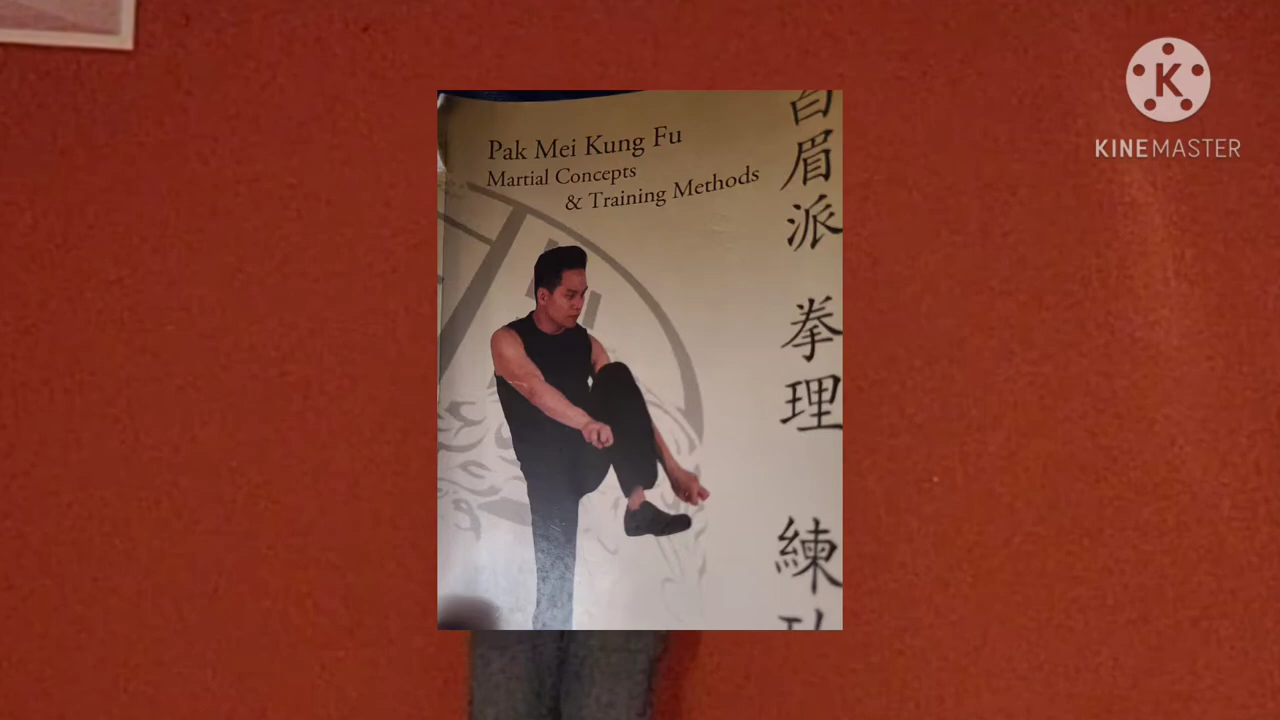 Pak Mei Kung Fu
Martial Concepts
& Training Methods
白眉派 拳理 練
K
KINEMASTER